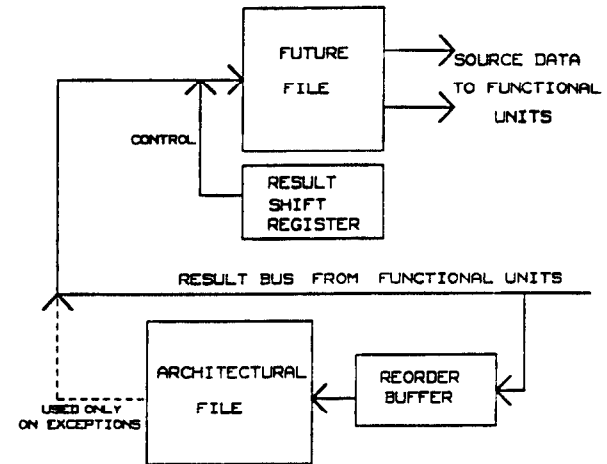 FUTURE
FILE
SOURCE DATA
TO FUNCTIONAL
UNITS
CONTROL
RESULT
SHIFT
REGISTER
RESULT BUS FROM FUNCTIONAL UNITS
ARCHITECTURAL
FILE
REORDER
BUFFER
USED ONLY
ON EXCEPTIONS